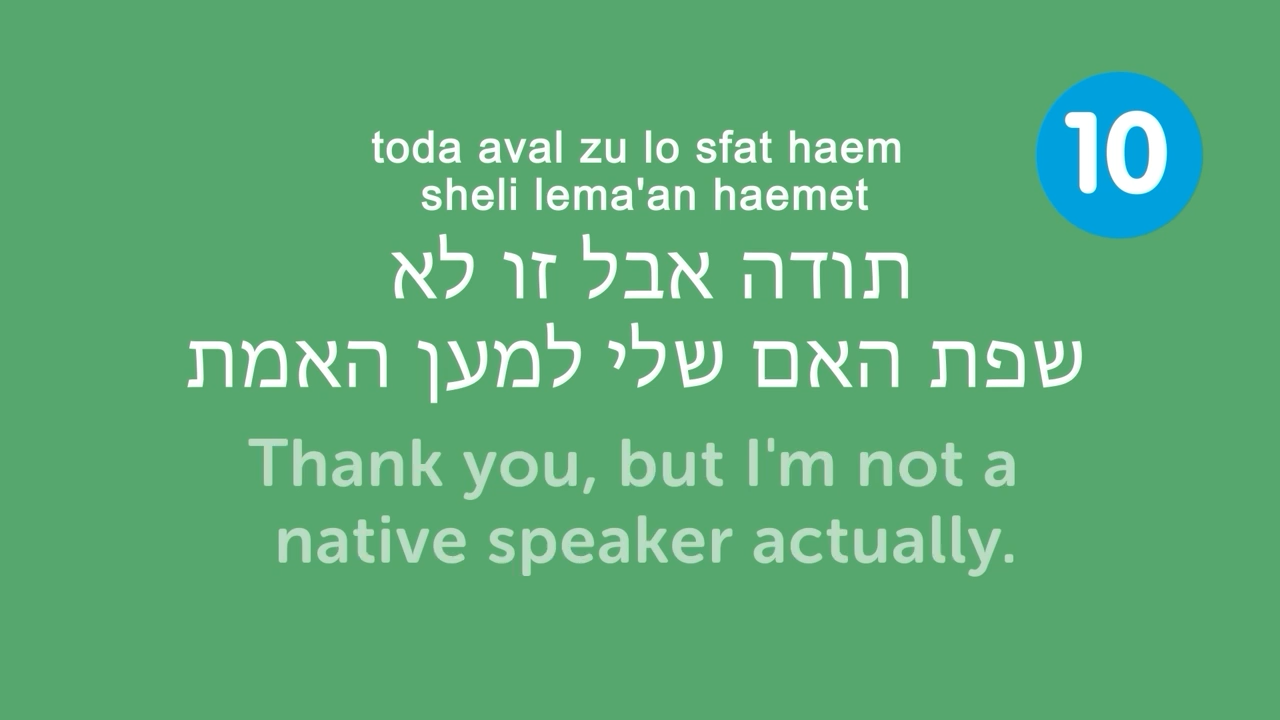 10
toda aval zu lo sfat haem
sheli lema'an haemet
תודה אבל זו לא
שפת האם שלי למען האמת
Thank you, but I'm not a
native speaker actually.